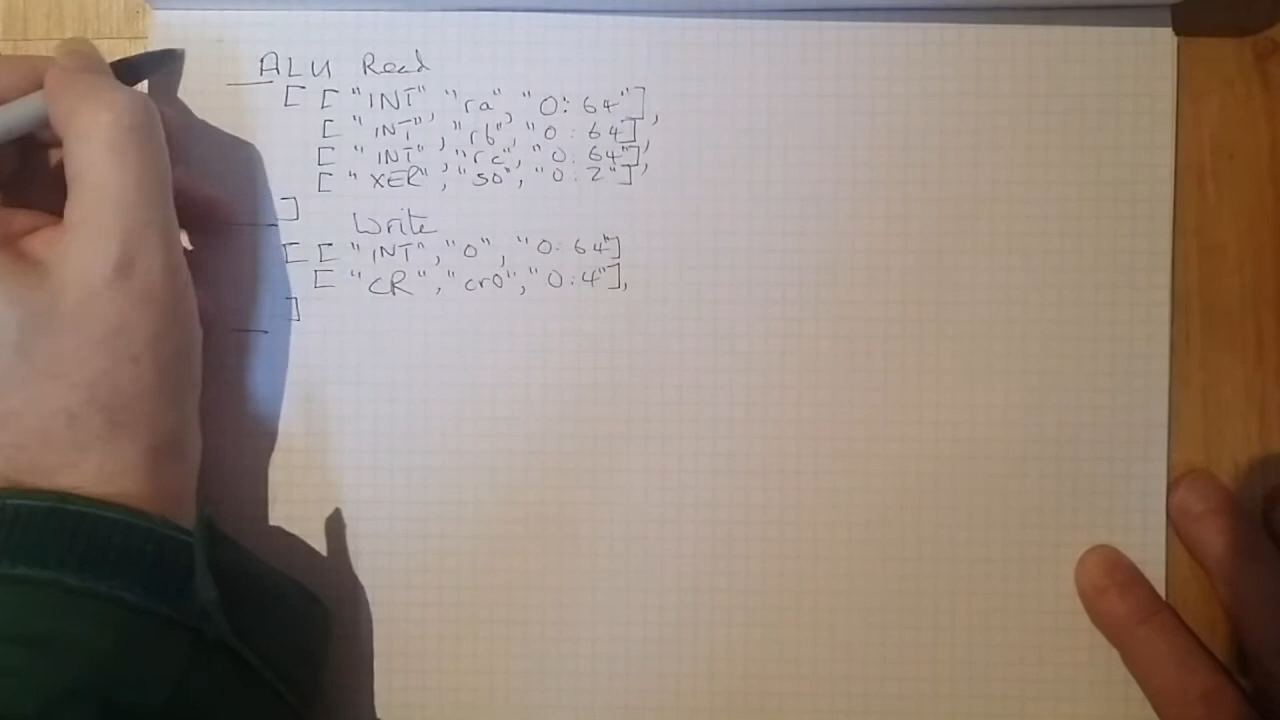 ALU Read
[ [ "INT", "ra", "0:64"],
[ "INT", "rb", "0:64],
[ "INT", "rc", "0:64"],
[ "XER", "so", "0:2"]
]
Write
[ [ "INT", "o", "0:64"]
[ "CR", "cr0", "0:4"],
]